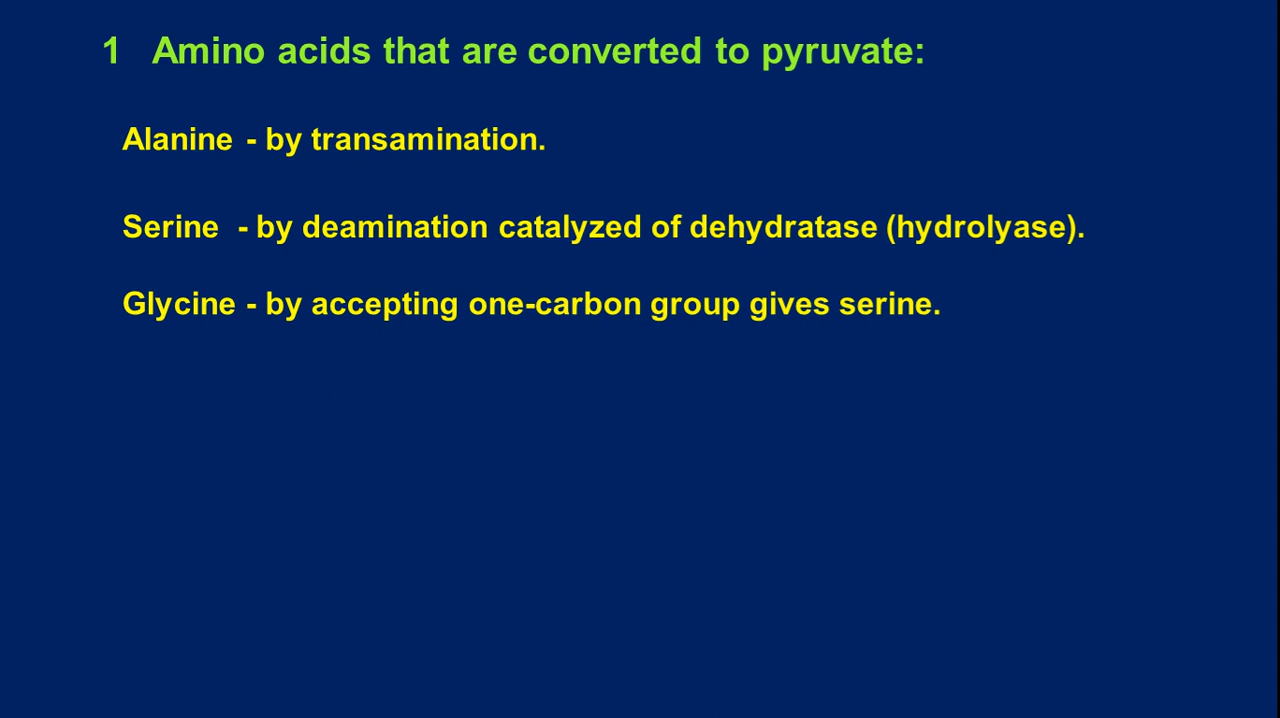 1 Amino acids that are converted to pyruvate:
Alanine - by transamination.
Serine - by deamination catalyzed of dehydratase (hydrolyase).
Glycine - by accepting one-carbon group gives serine.